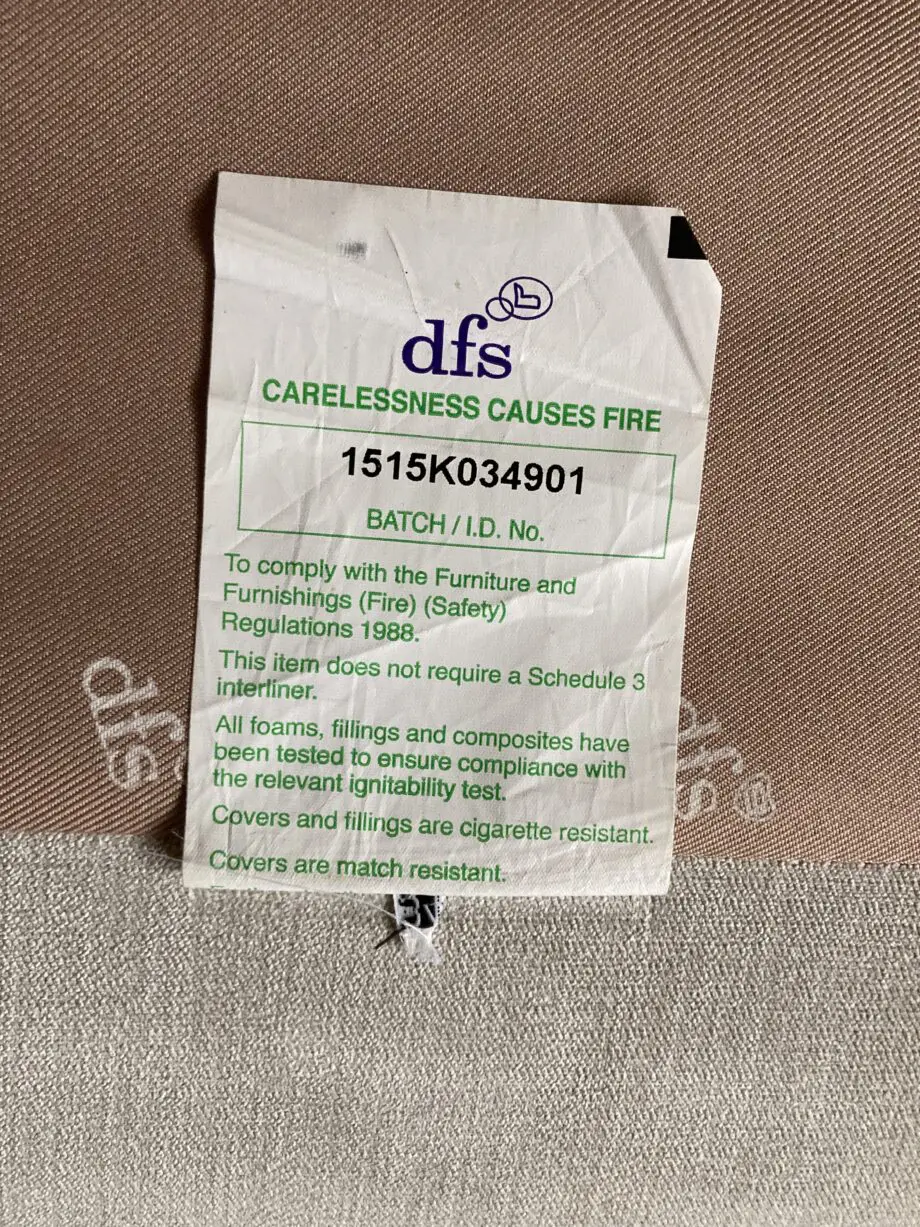 dfs
CARELESSNESS CAUSES FIRE
1515K034901
BATCH / I.D. No.
To comply with the Furniture and
Furnishings (Fire) (Safety)
Regulations 1988.
This item does not require a Schedule 3
interliner.
All foams, fillings and composites have
been tested to ensure compliance with
the relevant ignitability test.
Covers and fillings are cigarette resistant.
Covers are match resistant.
dfs
dfs®